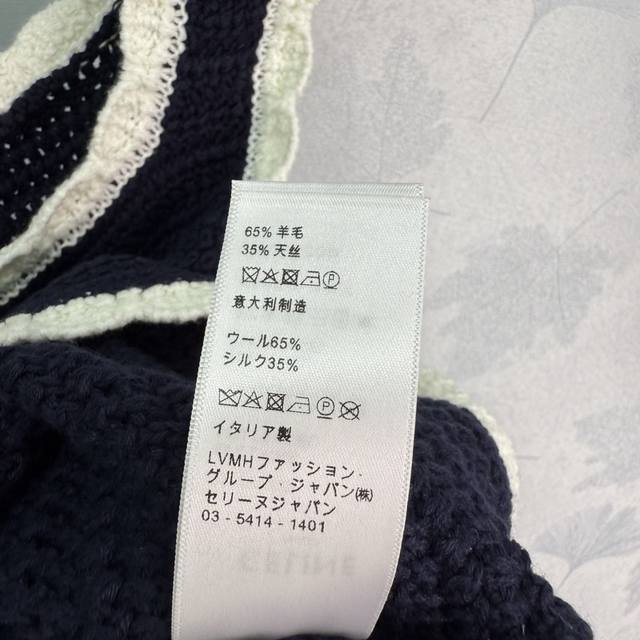 65% 羊毛
35% 天丝
意大利制造
ウール65%
シルク35%
イタリア製
LVMHファッション・
グループ・ジャパン㈱
セリーヌジャパン
03 - 5414 - 1401
CELINE